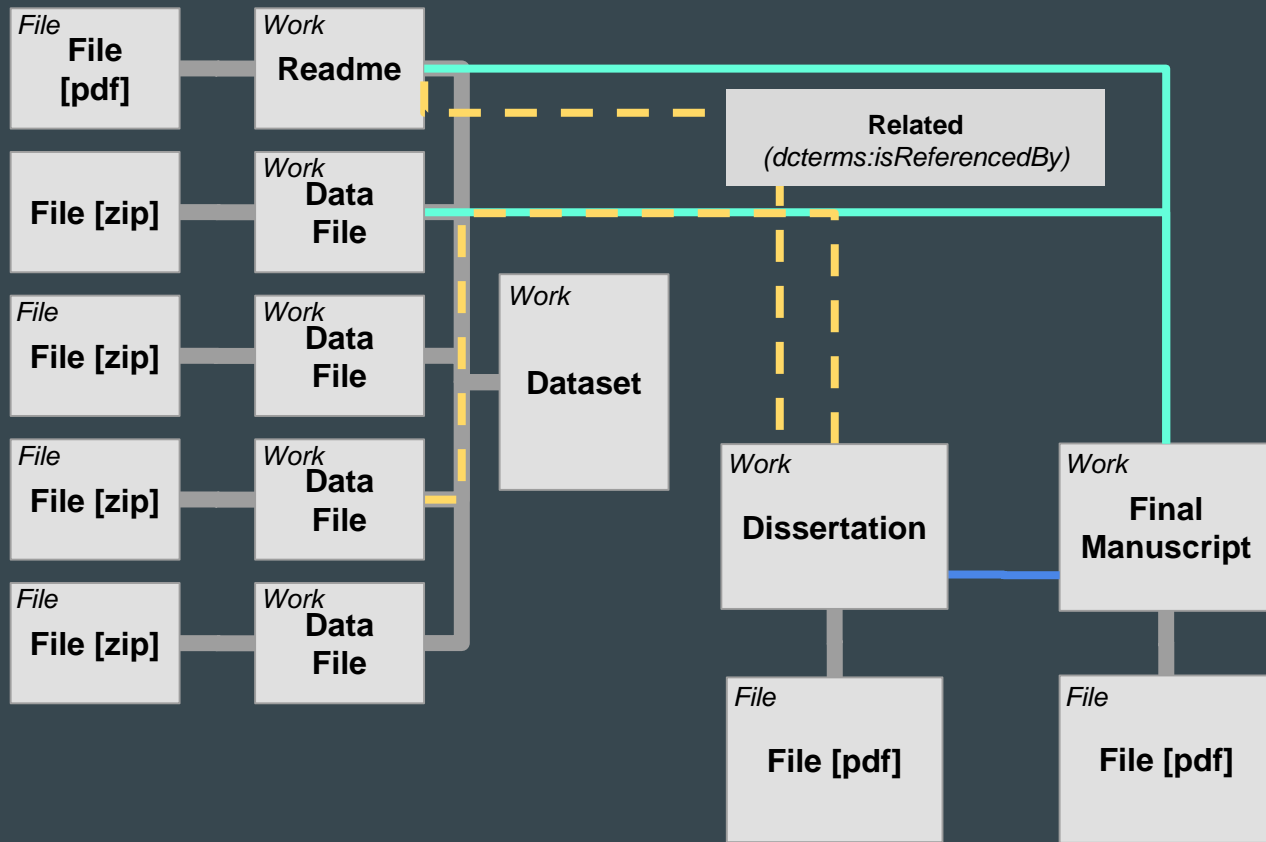 File
File
[pdf]
Work
Readme
Related
(dcterms:isReferencedBy)
File [zip]
Work
Data
File
File
File [zip]
Work
Data
File
Work
Dataset
File
File [zip]
Work
Data
File
Work
Dissertation
Work
Final
Manuscript
File
File [zip]
Work
Data
File
File
File [pdf]
File
File [pdf]